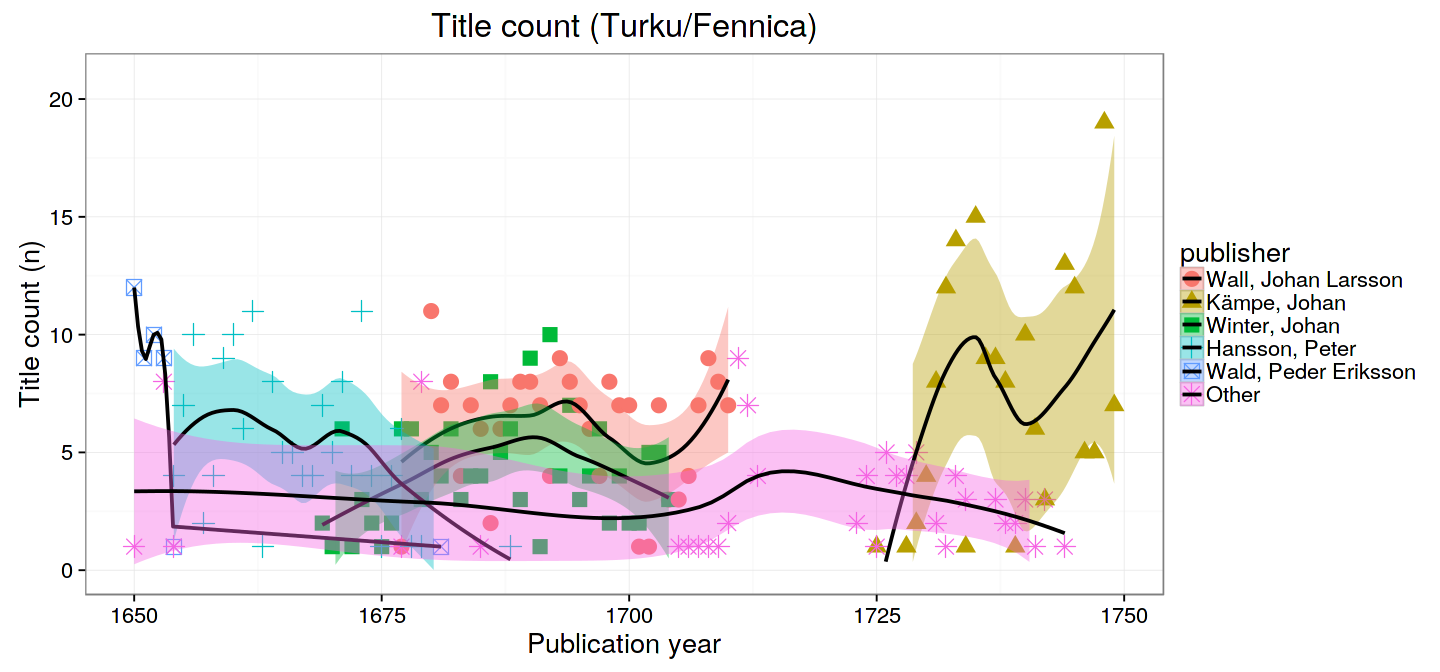 Title count (Turku/Fennica)
Title count (n)
20
15
10
5
0
1650 1675 1700 1725 1750
Publication year
publisher
Wall, Johan Larsson
Kämpe, Johan
Winter, Johan
Hansson, Peter
Wald, Peder Eriksson
Other